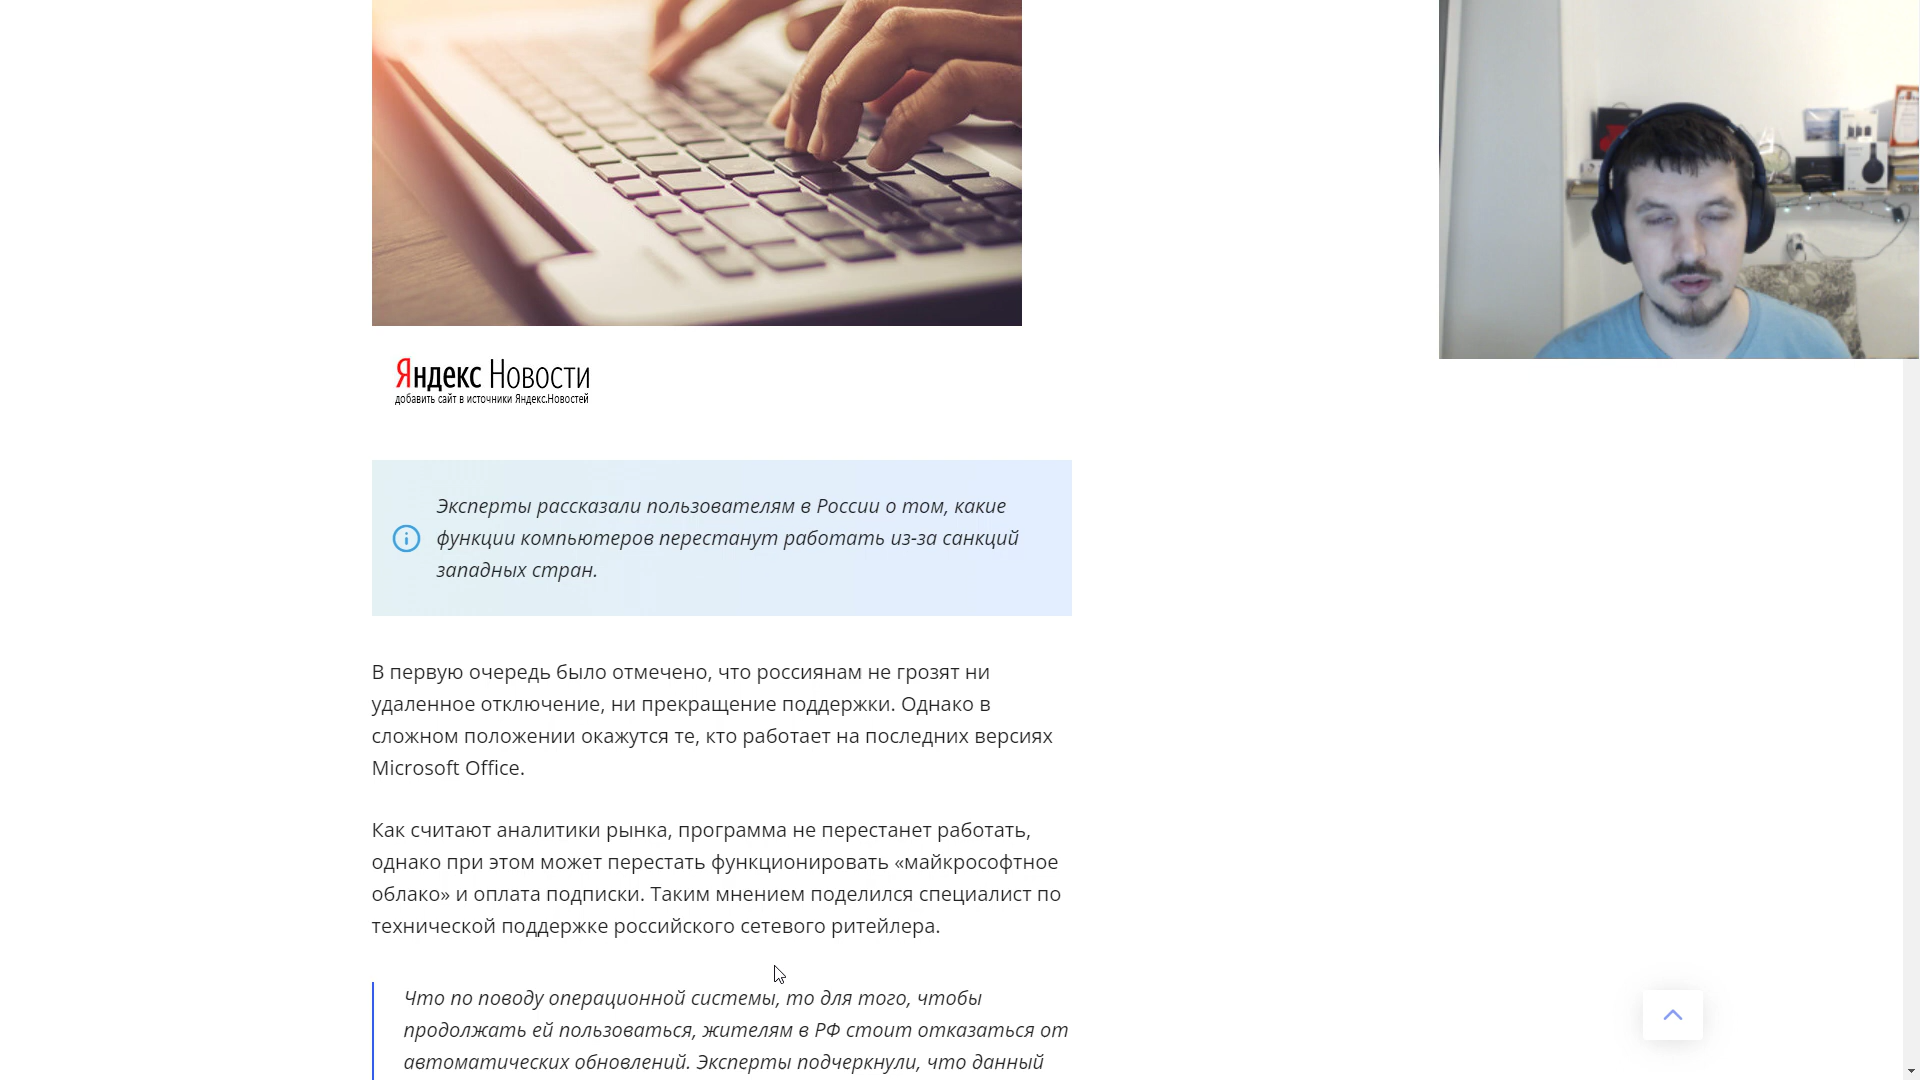 Яндекс Новости
добавить сайт в источники Яндекс.Новостей
Эксперты рассказали пользователям в России о том, какие
функции компьютеров перестанут работать из-за санкций
западных стран.
В первую очередь было отмечено, что россиянам не грозят ни
удаленное отключение, ни прекращение поддержки. Однако в
сложном положении окажутся те, кто работает на последних версиях
Microsoft Office.
Как считают аналитики рынка, программа не перестанет работать,
однако при этом может перестать функционировать «майкрософтное
облако» и оплата подписки. Таким мнением поделился специалист по
технической поддержке российского сетевого ритейлера.
Что по поводу операционной системы, то для того, чтобы
продолжать ей пользоваться, жителям в РФ стоит отказаться от
автоматических обновлений. Эксперты подчеркнули, что данный